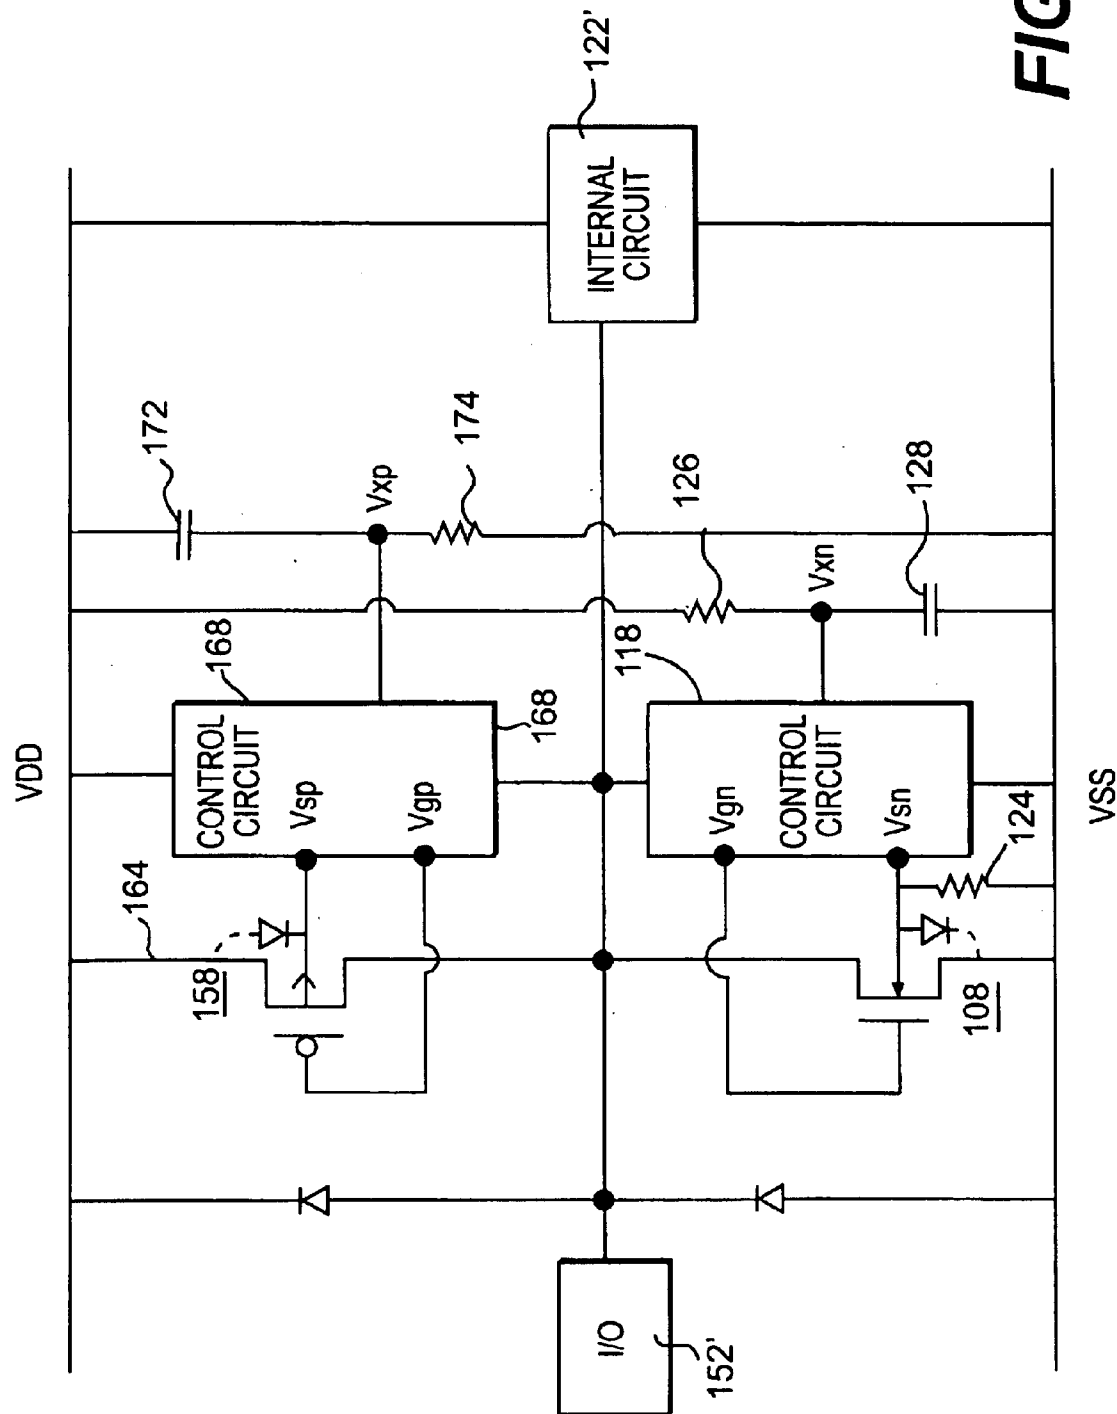 FIG
VDD
172
174
Vxp
126
128
Vxn
122'
INTERNAL
CIRCUIT
168
168
CONTROL
CIRCUIT
Vsp
Vgp
118
Vgn
CONTROL
CIRCUIT
Vsn
124
VSS
164
158
108
I/O
152'